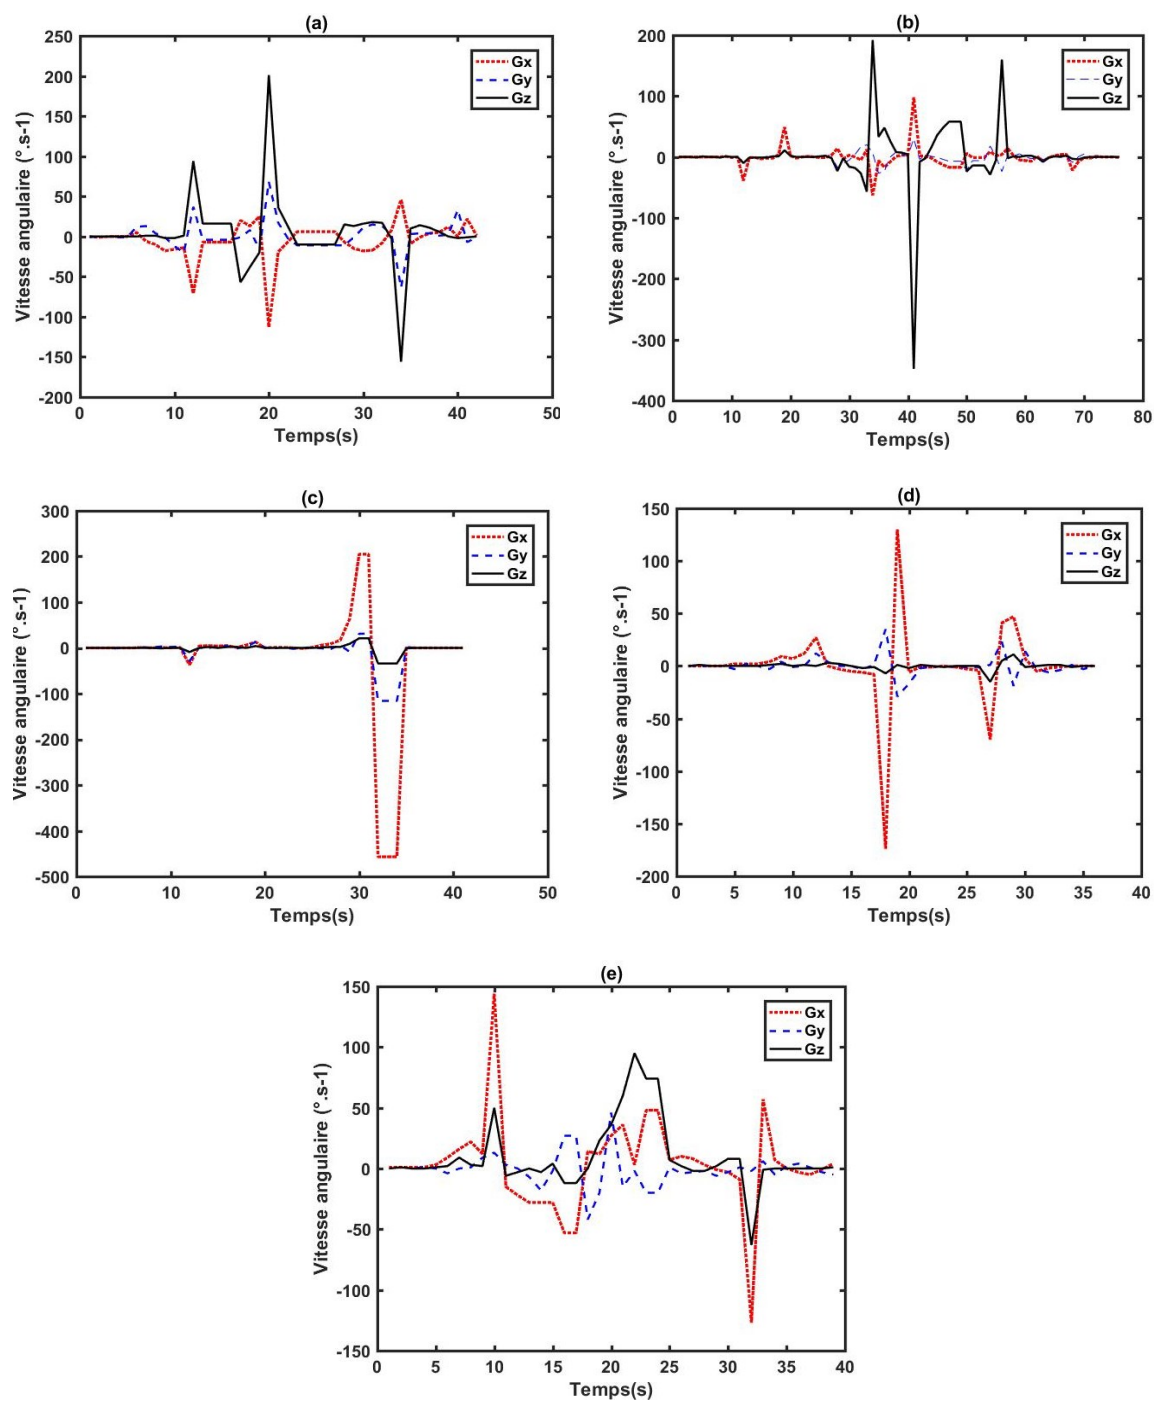 (a)
250
200
150
100
50
0
-50
-100
-150
-200
Vitesse angulaire (°.s-1)
Gx
Gy
Gz
0 10 20 30 40 50
Temps(s)
(b)
200
100
0
-100
-200
-300
-400
Vitesse angulaire (°.s-1)
Gx
Gy
Gz
0 10 20 30 40 50 60 70 80
Temps(s)
(c)
300
200
100
0
-100
-200
-300
-400
-500
Vitesse angulaire (°.s-1)
Gx
Gy
Gz
0 10 20 30 40 50
Temps(s)
(d)
150
100
50
0
-50
-100
-150
-200
Vitesse angulaire (°.s-1)
Gx
Gy
Gz
0 5 10 15 20 25 30 35 40
Temps(s)
(e)
150
100
50
0
-50
-100
-150
Vitesse angulaire (°.s-1)
Gx
Gy
Gz
0 5 10 15 20 25 30 35 40
Temps(s)